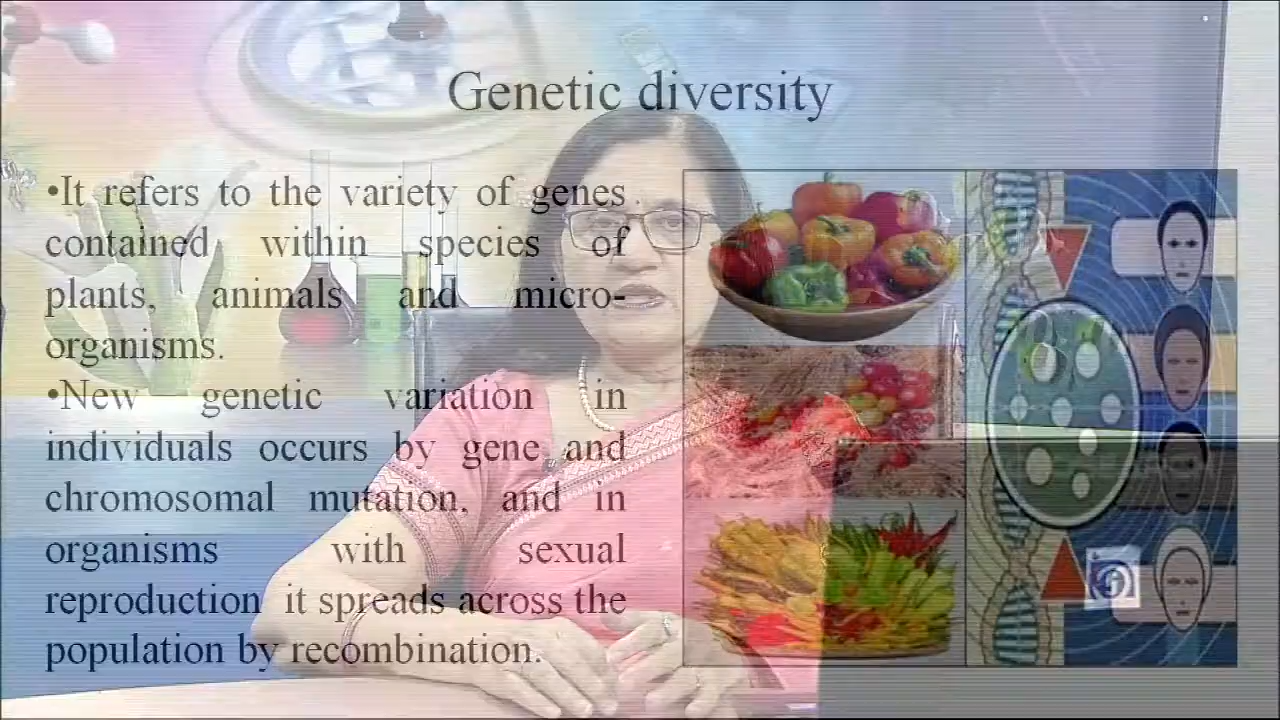 Genetic diversity
•It refers to the variety of genes
contained within species of
plants, animals and micro-
organisms.
•New genetic variation in
individuals occurs by gene and
chromosomal mutation, and in
organisms with sexual
reproduction it spreads across the
population by recombination.